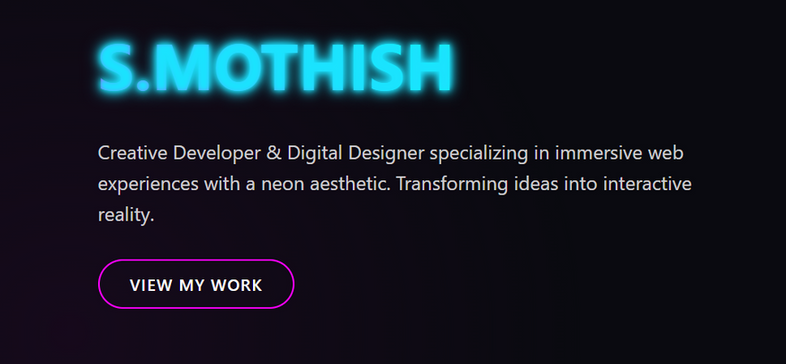 S.MOTHISH
Creative Developer & Digital Designer specializing in immersive web
experiences with a neon aesthetic. Transforming ideas into interactive
reality.
VIEW MY WORK